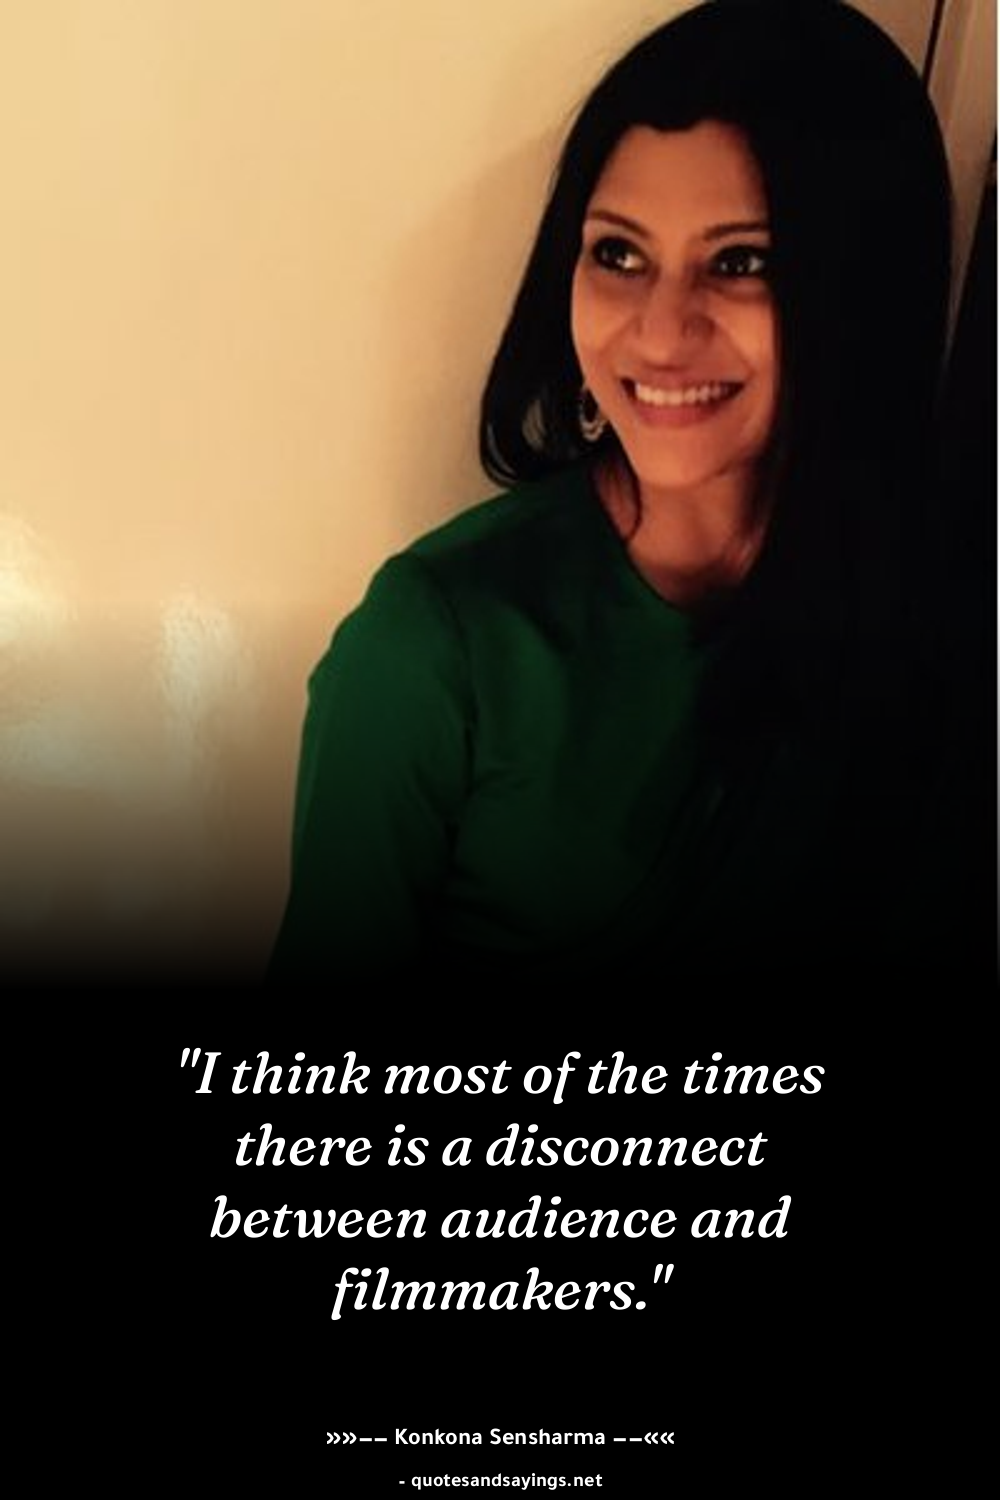 "I think most of the times
there is a disconnect
between audience and
filmmakers."
»»−− Konkona Sensharma −−««
- quotesandsayings.net